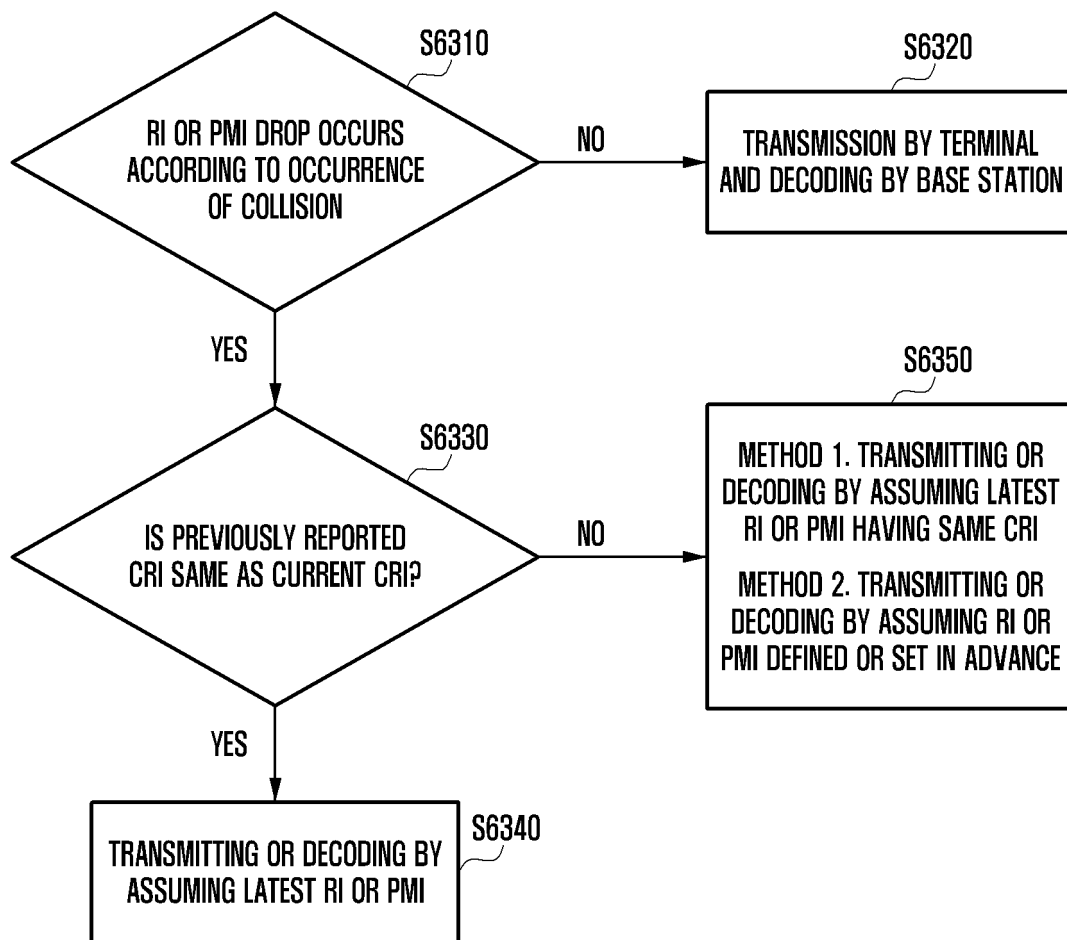 S6310
RI OR PMI DROP OCCURS
ACCORDING TO OCCURRENCE
OF COLLISION
NO
S6320
TRANSMISSION BY TERMINAL
AND DECODING BY BASE STATION
YES
S6330
IS PREVIOUSLY REPORTED
CRI SAME AS CURRENT CRI?
NO
S6350
METHOD 1. TRANSMITTING OR
DECODING BY ASSUMING LATEST
RI OR PMI HAVING SAME CRI
METHOD 2. TRANSMITTING OR
DECODING BY ASSUMING RI OR
PMI DEFINED OR SET IN ADVANCE
YES
S6340
TRANSMITTING OR DECODING BY
ASSUMING LATEST RI OR PMI